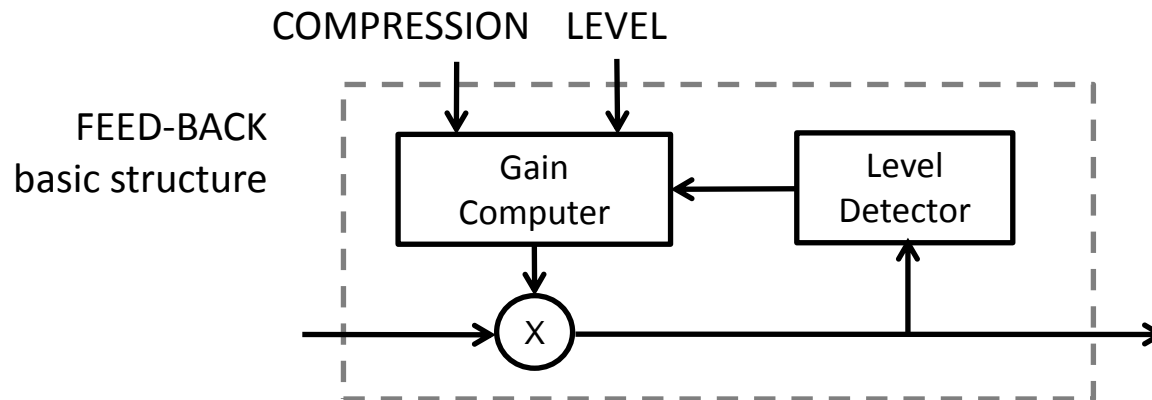 COMPRESSION LEVEL
FEED-BACK
basic structure
Gain
Computer
Level
Detector
X